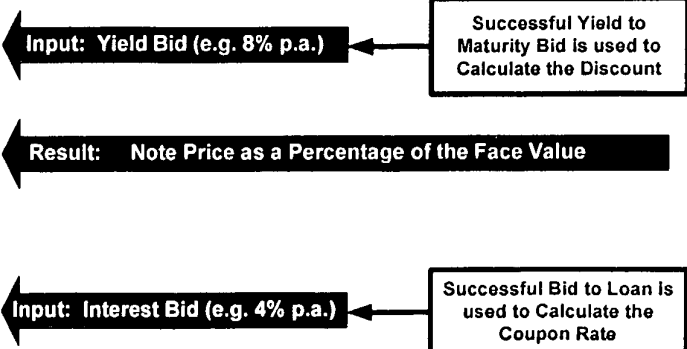 Input: Yield Bid (e.g. 8% p.a.)
Successful Yield to
Maturity Bid is used to
Calculate the Discount
Result: Note Price as a Percentage of the Face Value
Input: Interest Bid (e.g. 4% p.a.)
Successful Bid to Loan is
used to Calculate the
Coupon Rate